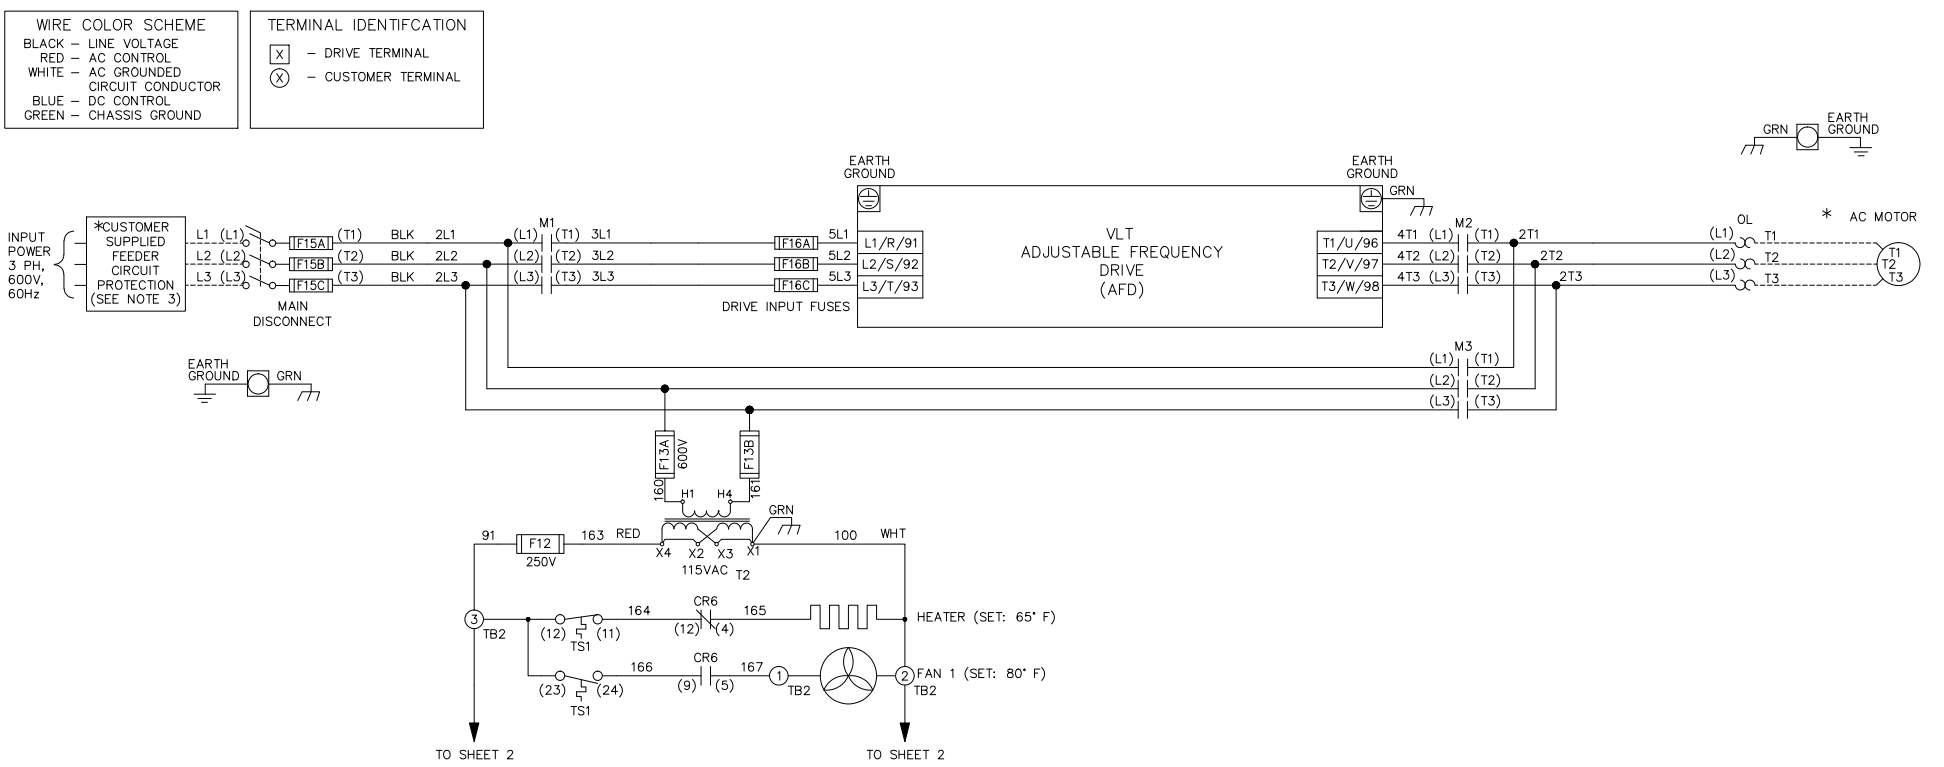 WIRE COLOR SCHEME
BLACK – LINE VOLTAGE
RED – AC CONTROL
WHITE – AC GROUNDED
CIRCUIT CONDUCTOR
BLUE – DC CONTROL
GREEN – CHASSIS GROUND
TERMINAL IDENTIFCATION
X – DRIVE TERMINAL
X – CUSTOMER TERMINAL
GRN
EARTH
GROUND
INPUT
POWER
3 PH,
600V,
60Hz
*CUSTOMER
SUPPLIED
FEEDER
CIRCUIT
PROTECTION
(SEE NOTE 3)
L1 (L1) F15A (T1) BLK 2L1 (L1) M1 (T1) 3L1 F16A 5L1
L2 (L2) F15B (T2) BLK 2L2 (L2) (T2) 3L2 F16B 5L2
L3 (L3) F15C (T3) BLK 2L3 (L3) (T3) 3L3 F16C 5L3
MAIN
DISCONNECT
DRIVE INPUT FUSES
EARTH
GROUND
L1/R/91
L2/S/92
L3/T/93
VLT
ADJUSTABLE FREQUENCY
DRIVE
(AFD)
EARTH
GROUND
GRN
T1/U/96
T2/V/97
T3/W/98
4T1 (L1) M2 (T1) 2T1 (L1) OL T1
4T2 (L2) (T2) 2T2 (L2) T2
4T3 (L3) (T3) 2T3 (L3) T3
* AC MOTOR
T1
T2
T3
EARTH
GROUND
GRN
M3
(L1) (T1)
(L2) (T2)
(L3) (T3)
F13A
600V
F13B
160
161
H1 H4
GRN
91 F12 163 RED
250V
X4 X2 X3 X1
100 WHT
115VAC T2
3
TB2
(12) (11)
TS1
164
CR6
(12) (4)
165
HEATER (SET: 65° F)
(23) (24)
TS1
166
CR6
(9) (5)
167
1
TB2
2
TB2
FAN 1 (SET: 80° F)
TO SHEET 2
TO SHEET 2